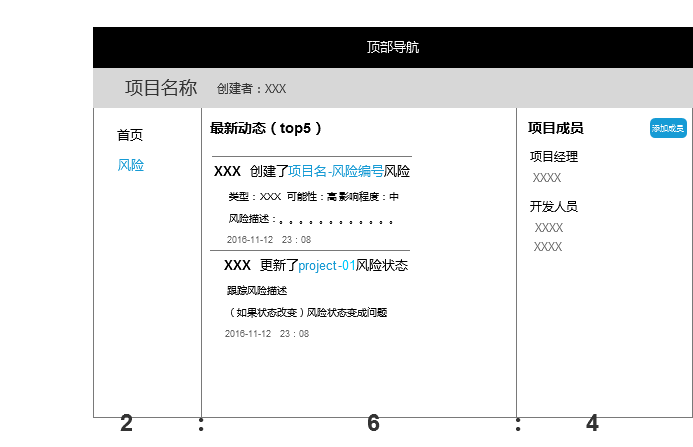 顶部导航
项目名称 创建者：XXX
首页
风险
最新动态（top5）
XXX 创建了项目名-风险编号风险
类型：XXX 可能性：高 影响程度：中
风险描述：。。。。。。。。。。。。
2016-11-12 23：08
XXX 更新了project-01风险状态
跟踪风险描述
（如果状态改变）风险状态变成问题
2016-11-12 23：08
项目成员 添加成员
项目经理
XXXX
开发人员
XXXX
XXXX
2 : 6 : 4